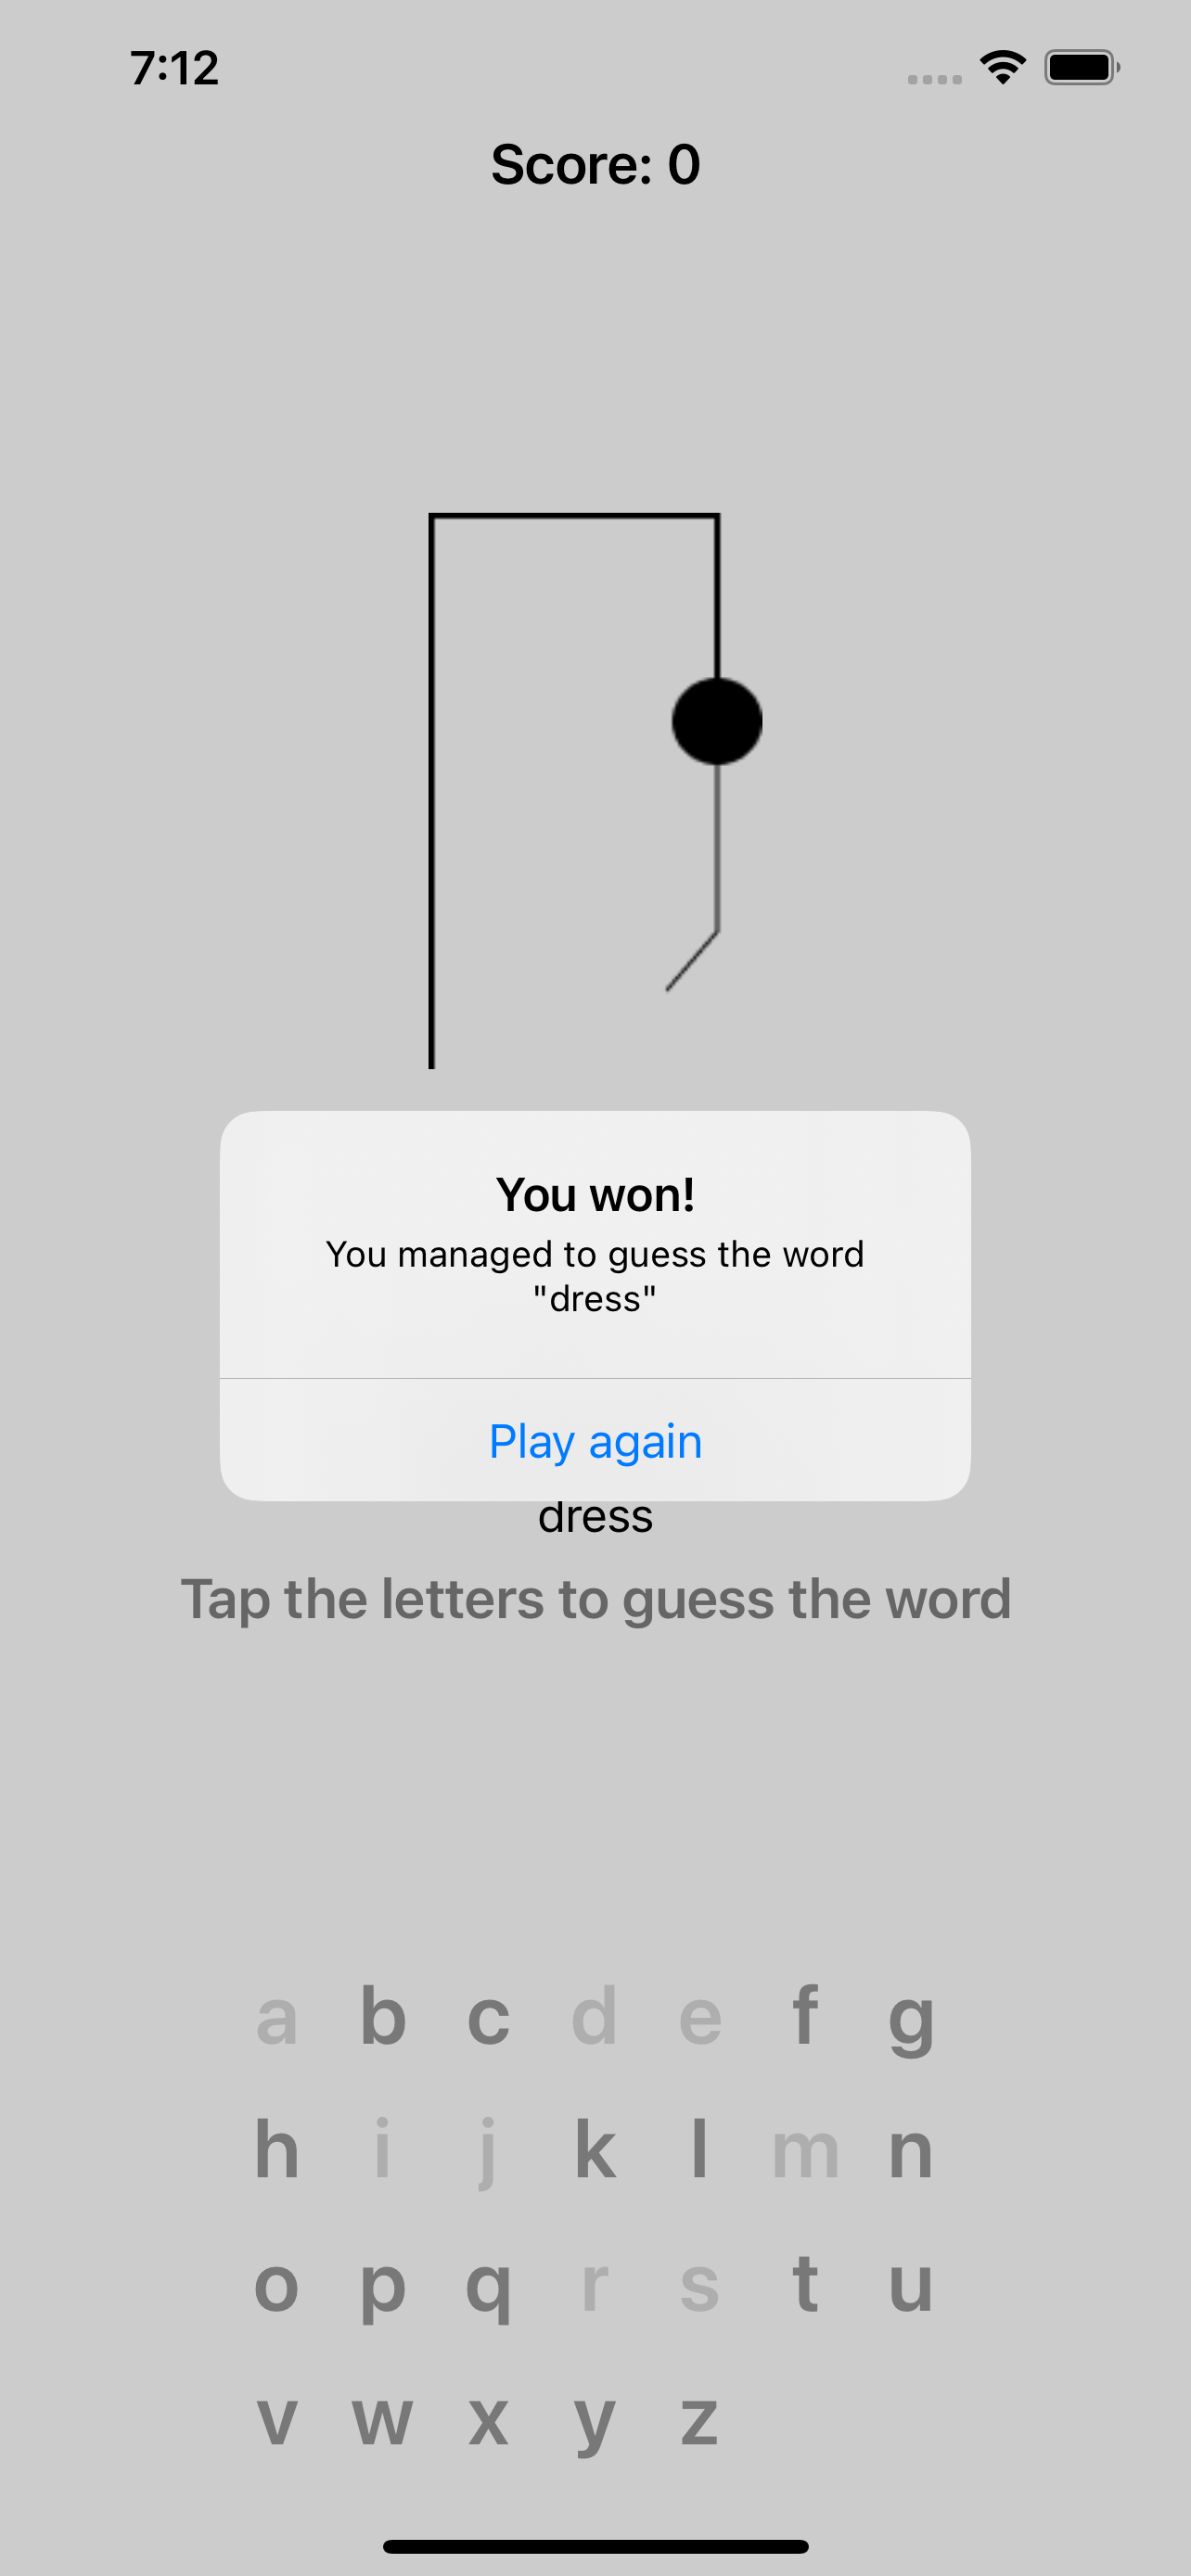 7:12
Score: 0
You won!
You managed to guess the word
"dress"
Play again
dress
Tap the letters to guess the word
a b c d e f g
h i j k l m n
o p q r s t u
v w x y z